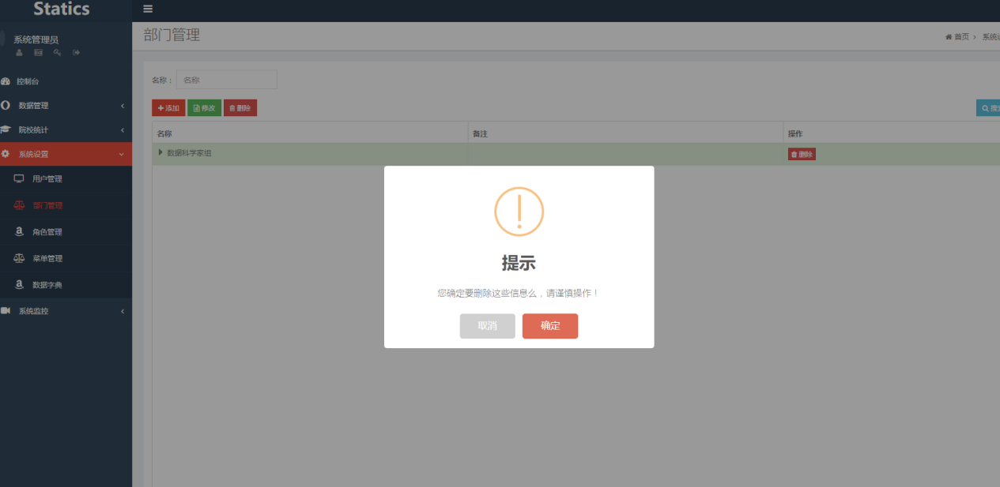 Statics
系统管理员
部门管理
首页 > 系统
控制台
名称： 名称
数据管理
添加 修改 删除
院校统计
名称 备注 操作
系统设置
数据科学家组 删除
用户管理
部门管理
角色管理
菜单管理
提示
数据字典
您确定要删除这些信息么，请谨慎操作！
系统监控
取消 确定